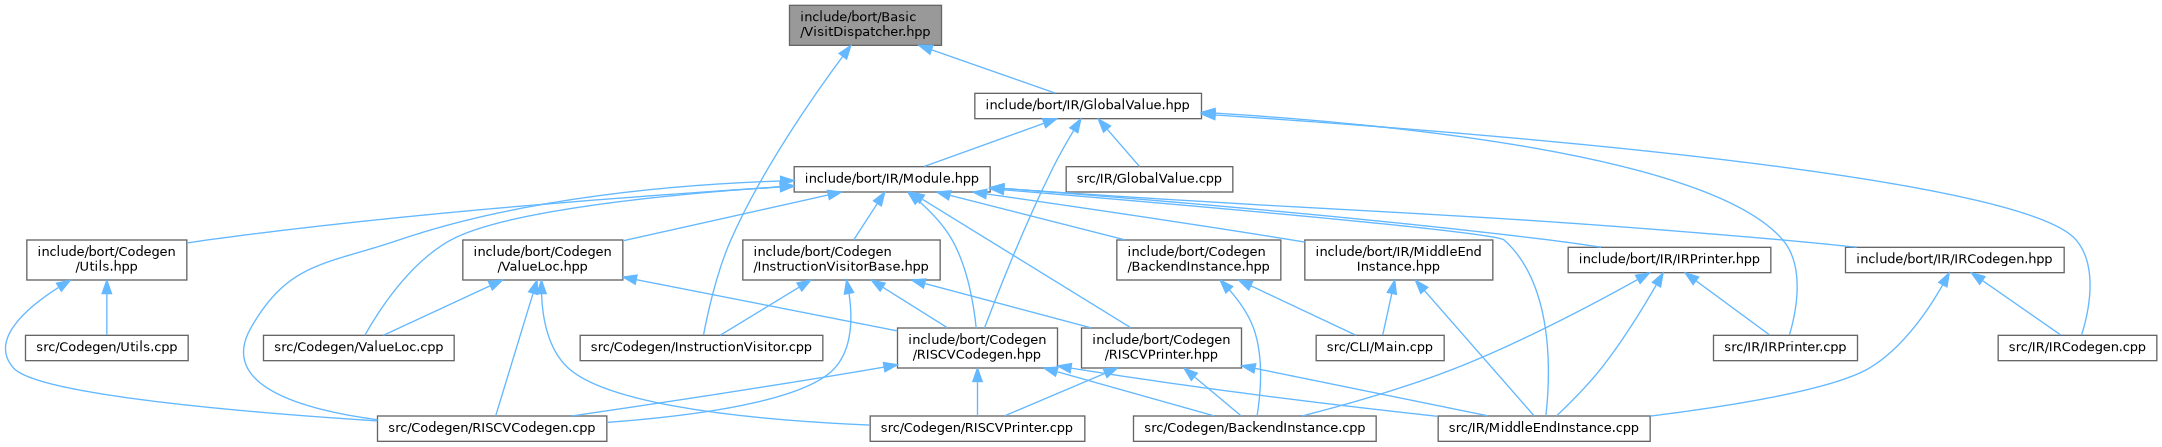 include/bort/Basic
/VisitDispatcher.hpp
include/bort/IR/GlobalValue.hpp
include/bort/IR/Module.hpp
src/IR/GlobalValue.cpp
include/bort/Codegen
/Utils.hpp
include/bort/Codegen
/ValueLoc.hpp
include/bort/Codegen
/InstructionVisitorBase.hpp
include/bort/Codegen
/BackendInstance.hpp
include/bort/IR/MiddleEnd
Instance.hpp
include/bort/IR/IRPrinter.hpp
include/bort/IR/IRCodegen.hpp
src/Codegen/Utils.cpp
src/Codegen/ValueLoc.cpp
src/Codegen/InstructionVisitor.cpp
include/bort/Codegen
/RISCVCodegen.hpp
include/bort/Codegen
/RISCVPrinter.hpp
src/CLI/Main.cpp
src/IR/IRPrinter.cpp
src/IR/IRCodegen.cpp
src/Codegen/RISCVCodegen.cpp
src/Codegen/RISCVPrinter.cpp
src/Codegen/BackendInstance.cpp
src/IR/MiddleEndInstance.cpp